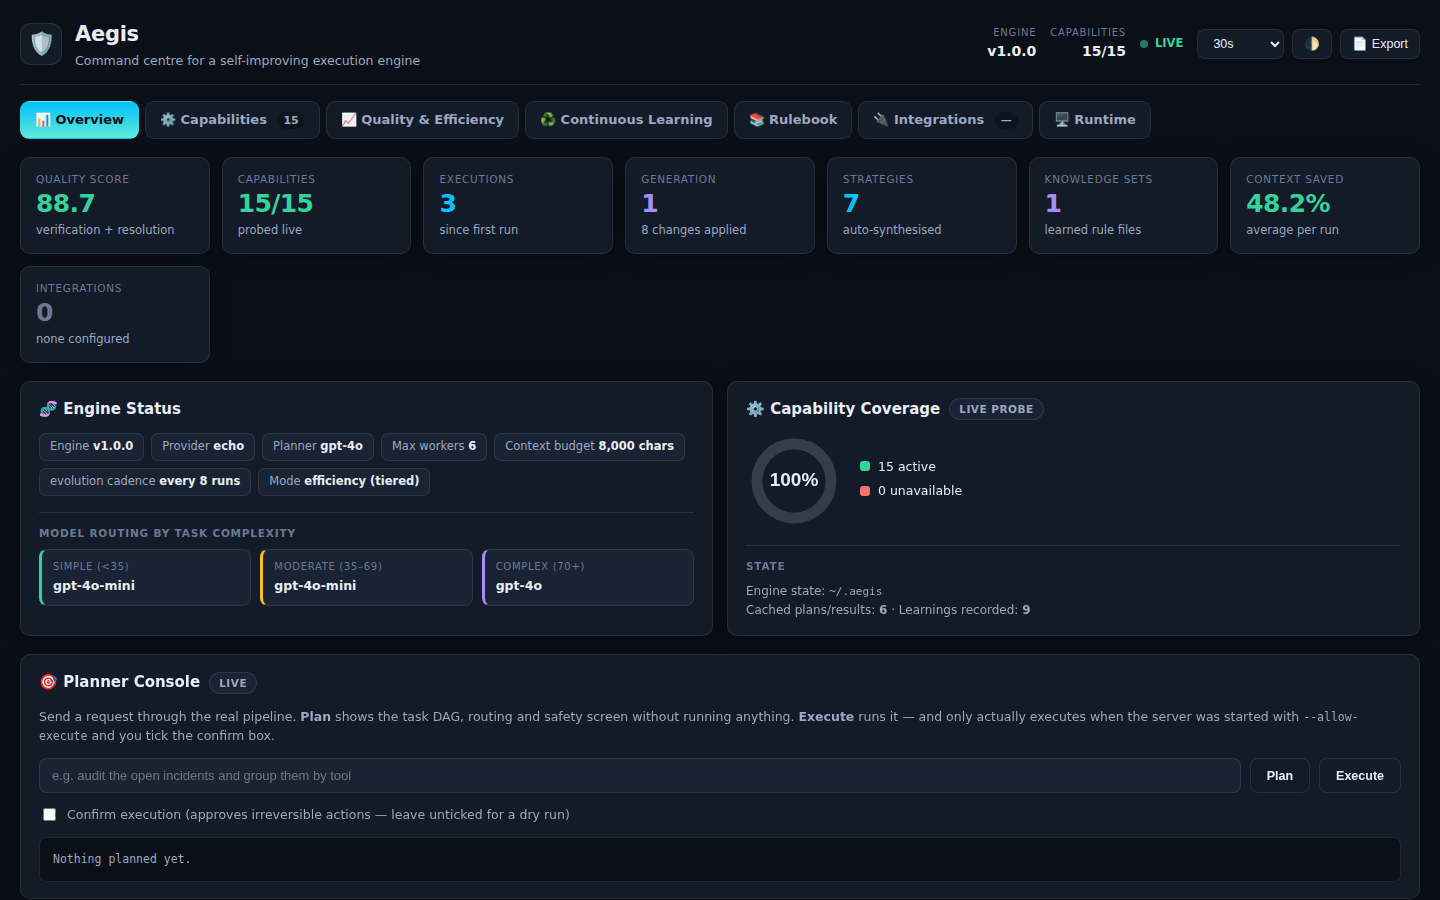 Aegis
Command centre for a self-improving execution engine
ENGINE
v1.0.0
CAPABILITIES
15/15
LIVE
30s
Export
Overview
Capabilities 15
Quality & Efficiency
Continuous Learning
Rulebook
Integrations —
Runtime
QUALITY SCORE
88.7
verification + resolution
CAPABILITIES
15/15
probed live
EXECUTIONS
3
since first run
GENERATION
1
8 changes applied
STRATEGIES
7
auto-synthesised
KNOWLEDGE SETS
1
learned rule files
CONTEXT SAVED
48.2%
average per run
INTEGRATIONS
0
none configured
Engine Status
Engine v1.0.0
Provider echo
Planner gpt-4o
Max workers 6
Context budget 8,000 chars
evolution cadence every 8 runs
Mode efficiency (tiered)
MODEL ROUTING BY TASK COMPLEXITY
SIMPLE (<35)
gpt-4o-mini
MODERATE (35–69)
gpt-4o-mini
COMPLEX (70+)
gpt-4o
Capability Coverage LIVE PROBE
100%
15 active
0 unavailable
STATE
Engine state: ~/.aegis
Cached plans/results: 6 · Learnings recorded: 9
Planner Console LIVE
Send a request through the real pipeline. Plan shows the task DAG, routing and safety screen without running anything. Execute runs it — and only actually executes when the server was started with --allow-
execute and you tick the confirm box.
e.g. audit the open incidents and group them by tool
Plan
Execute
Confirm execution (approves irreversible actions — leave unticked for a dry run)
Nothing planned yet.